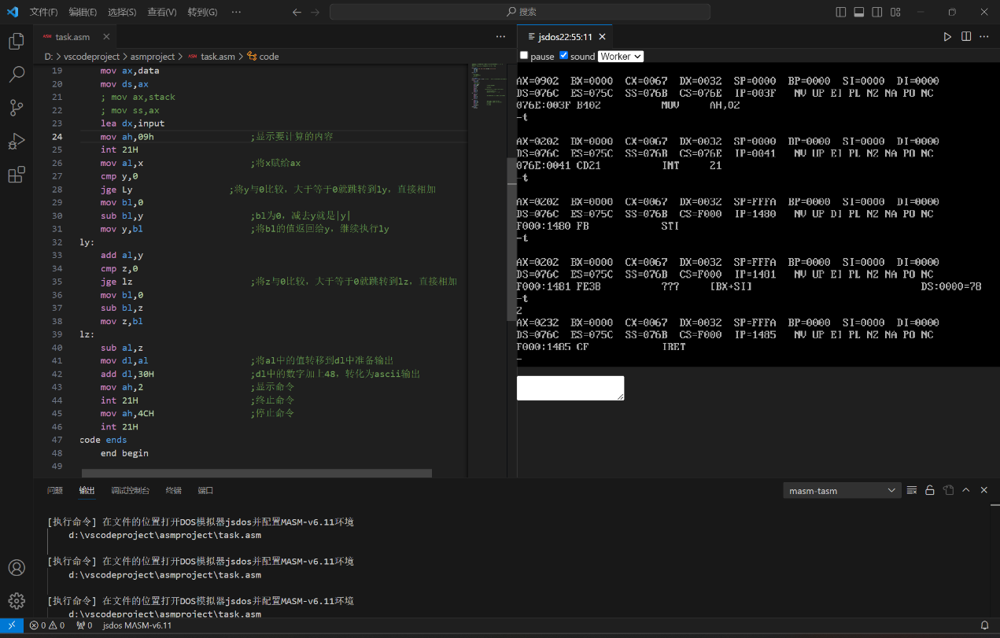 文件(F) 编辑(E) 选择(S) 查看(V) 转到(G) ··· 搜索
ASM task.asm
D: > vscodeproject > asmproject > ASM task.asm > code
19 mov ax,data
20 mov ds,ax
21 ; mov ax,stack
22 ; mov ss,ax
23 lea dx,input
24 mov ah,09h ;显示要计算的内容
25 int 21H
26 mov al,x ;将x赋给ax
27 cmp y,0
28 jge Ly ;将y与0比较，大于等于0就跳转到ly，直接相加
29 mov bl,0
30 sub bl,y ;bl为0，减去y就是|y|
31 mov y,bl ;将bl的值返回给y，继续执行ly
32 ly:
33 add al,y
34 cmp z,0
35 jge lz ;将z与0比较，大于等于0就跳转到lz，直接相加
36 mov bl,0
37 sub bl,z
38 mov z,bl
39 lz:
40 sub al,z
41 mov dl,al ;将al中的值转移到dl中准备输出
42 add dl,30H ;dl中的数字加上48，转化为ascii输出
43 mov ah,2 ;显示命令
44 int 21H ;终止命令
45 mov ah,4CH ;停止命令
46 int 21H
47 code ends
48 end begin
49
jsdos22:55:11
pause sound Worker
AX=0902 BX=0000 CX=0067 DX=0032 SP=0000 BP=0000 SI=0000 DI=0000
DS=076C ES=075C SS=076B CS=076E IP=003F NV UP EI PL NZ NA PO NC
076E:003F B402 MOV AH,02
-t
AX=0202 BX=0000 CX=0067 DX=0032 SP=0000 BP=0000 SI=0000 DI=0000
DS=076C ES=075C SS=076B CS=076E IP=0041 NV UP EI PL NZ NA PO NC
076E:0041 CD21 INT 21
-t
AX=0202 BX=0000 CX=0067 DX=0032 SP=FFFA BP=0000 SI=0000 DI=0000
DS=076C ES=075C SS=076B CS=F000 IP=1480 NV UP DI PL NZ NA PO NC
F000:1480 FB STI
-t
AX=0202 BX=0000 CX=0067 DX=0032 SP=FFFA BP=0000 SI=0000 DI=0000
DS=076C ES=075C SS=076B CS=F000 IP=1481 NV UP EI PL NZ NA PO NC
F000:1481 FE38 ??? [BX+SI] DS:0000=78
-t
2
AX=0232 BX=0000 CX=0067 DX=0032 SP=FFFA BP=0000 SI=0000 DI=0000
DS=076C ES=075C SS=076B CS=F000 IP=1485 NV UP EI PL NZ NA PO NC
F000:1485 CF IRET
-
问题 输出 调试控制台 终端 端口 masm-tasm
[执行命令] 在文件的位置打开DOS模拟器jsdos并配置MASM-v6.11环境
d:\vscodeproject\asmproject\task.asm
[执行命令] 在文件的位置打开DOS模拟器jsdos并配置MASM-v6.11环境
d:\vscodeproject\asmproject\task.asm
[执行命令] 在文件的位置打开DOS模拟器jsdos并配置MASM-v6.11环境
d:\vscodeproject\asmproject\task.asm
0 0 0 jsdos MASM-v6.11